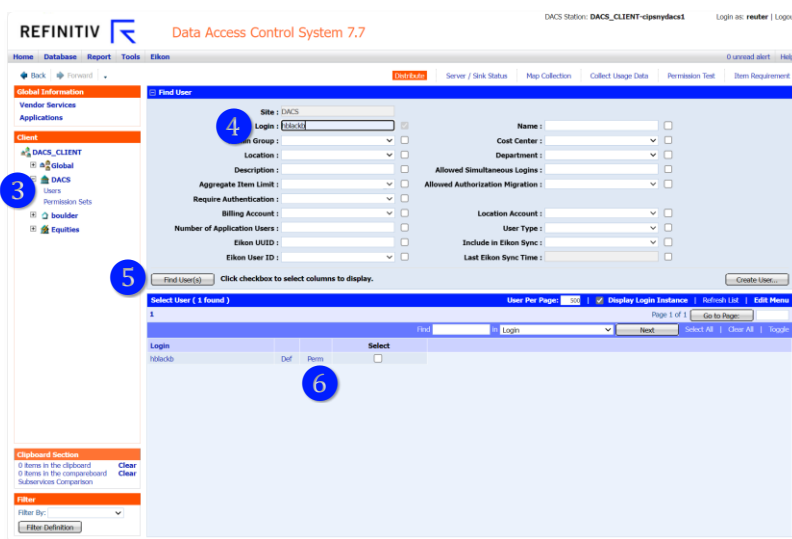 DACS Station: DACS_CLIENT-cipsnydacs1 Login as: reuter | Logou
REFINITIV Data Access Control System 7.7
Home Database Report Tools Eikon 0 unread alert Help
Back Forward Distribute Server / Sink Status Map Collection Collect Usage Data Permission Test Item Requirement
Global Information
Vendor Services
Applications
Client
DACS_CLIENT
Global
DACS
Users
Permission Sets
boulder
Equities
3
Find User
Site : DACS
4
Login : hblackb Name :
in Group : Cost Center :
Location : Department :
Description : Allowed Simultaneous Logins :
Aggregate Item Limit : Allowed Authorization Migration :
Require Authentication :
Billing Account : Location Account :
Number of Application Users : User Type :
Eikon UUID : Include in Eikon Sync :
Eikon User ID : Last Eikon Sync Time :
5
Find User(s) Click checkbox to select columns to display. Create User...
Select User ( 1 found ) User Per Page: 500 | Display Login Instance | Refresh List | Edit Menu
1 Page 1 of 1 Go to Page:
Find in Login Next Select All | Clear All | Toggle
Login Select
hblackb Def Perm
6
Clipboard Section
0 items in the clipboard Clear
0 items in the compareboard Clear
Subservices Comparison
Filter
Filter By:
Filter Definition